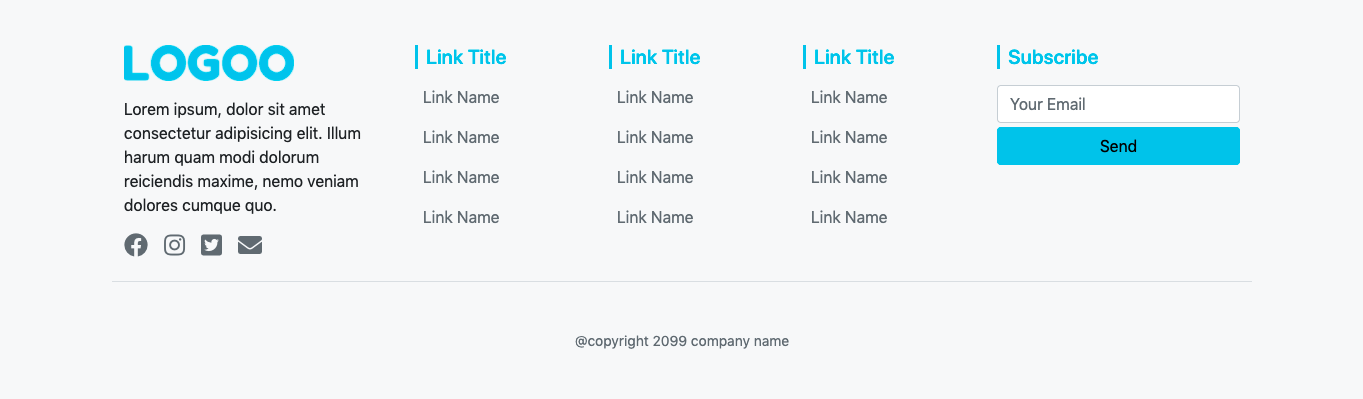 LOGOO
Lorem ipsum, dolor sit amet
consectetur adipisicing elit. Illum
harum quam modi dolorum
reiciendis maxime, nemo veniam
dolores cumque quo.
Link Title
Link Name
Link Name
Link Name
Link Name
Link Title
Link Name
Link Name
Link Name
Link Name
Link Title
Link Name
Link Name
Link Name
Link Name
Subscribe
Your Email
Send
@copyright 2099 company name